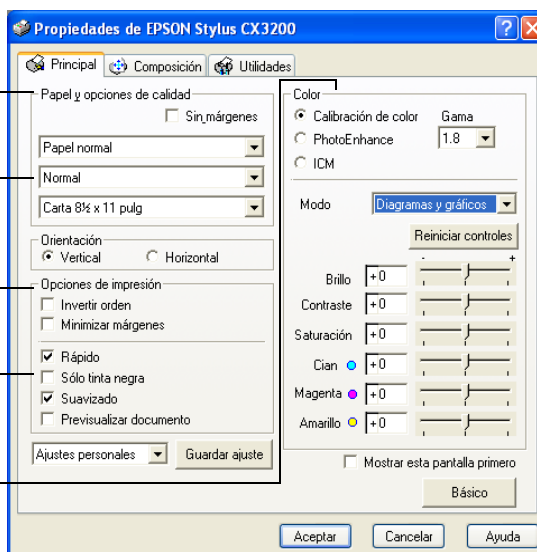 Propiedades de EPSON Stylus CX3200
Principal
Composición
Utilidades
Papel y opciones de calidad
Sin márgenes
Papel normal
Normal
Carta 8½ x 11 pulg
Orientación
Vertical
Horizontal
Opciones de impresión
Invertir orden
Minimizar márgenes
Rápido
Sólo tinta negra
Suavizado
Previsualizar documento
Ajustes personales
Guardar ajuste
Color
Calibración de color
Gama
PhotoEnhance
1.8
ICM
Modo
Diagramas y gráficos
Reiniciar controles
- +
Brillo +0
Contraste +0
Saturación +0
Cian +0
Magenta +0
Amarillo +0
Mostrar esta pantalla primero
Básico
Aceptar
Cancelar
Ayuda